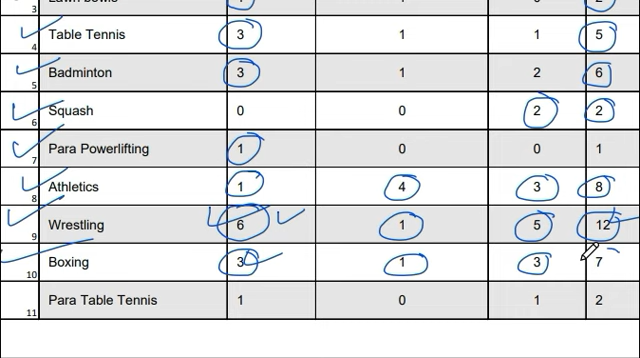 3
4 Table Tennis 3 1 1 5
5 Badminton 3 1 2 6
6 Squash 0 0 2 2
7 Para Powerlifting 1 0 0 1
8 Athletics 1 4 3 8
9 Wrestling 6 1 5 12
10 Boxing 3 1 3 7
11 Para Table Tennis 1 0 1 2